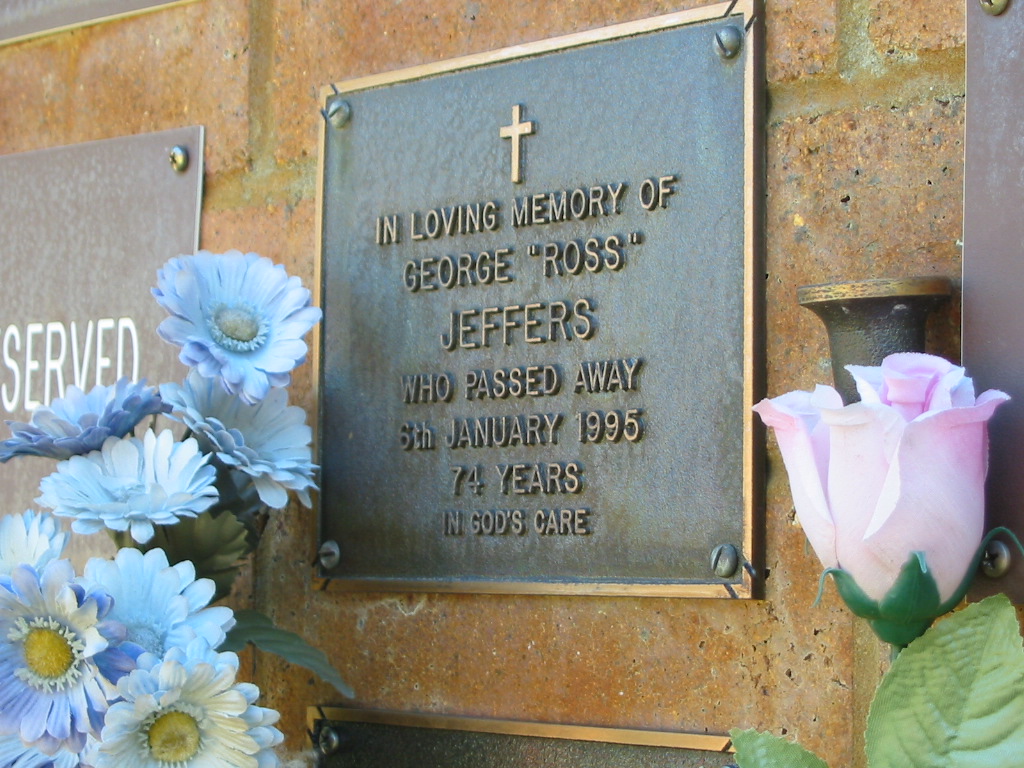 IN LOVING MEMORY OF
GEORGE "ROSS"
JEFFERS
WHO PASSED AWAY
6th JANUARY 1995
74 YEARS
IN GOD'S CARE
SERVED